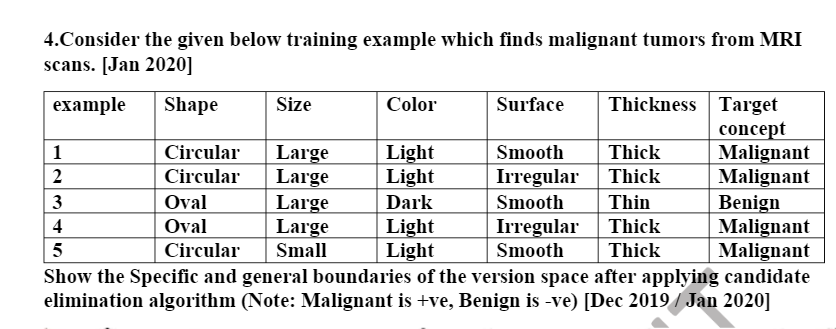 4.Consider the given below training example which finds malignant tumors from MRI
scans. [Jan 2020]
example Shape Size Color Surface Thickness Target concept
1 Circular Large Light Smooth Thick Malignant
2 Circular Large Light Irregular Thick Malignant
3 Oval Large Dark Smooth Thin Benign
4 Oval Large Light Irregular Thick Malignant
5 Circular Small Light Smooth Thick Malignant
Show the Specific and general boundaries of the version space after applying candidate
elimination algorithm (Note: Malignant is +ve, Benign is -ve) [Dec 2019 / Jan 2020]